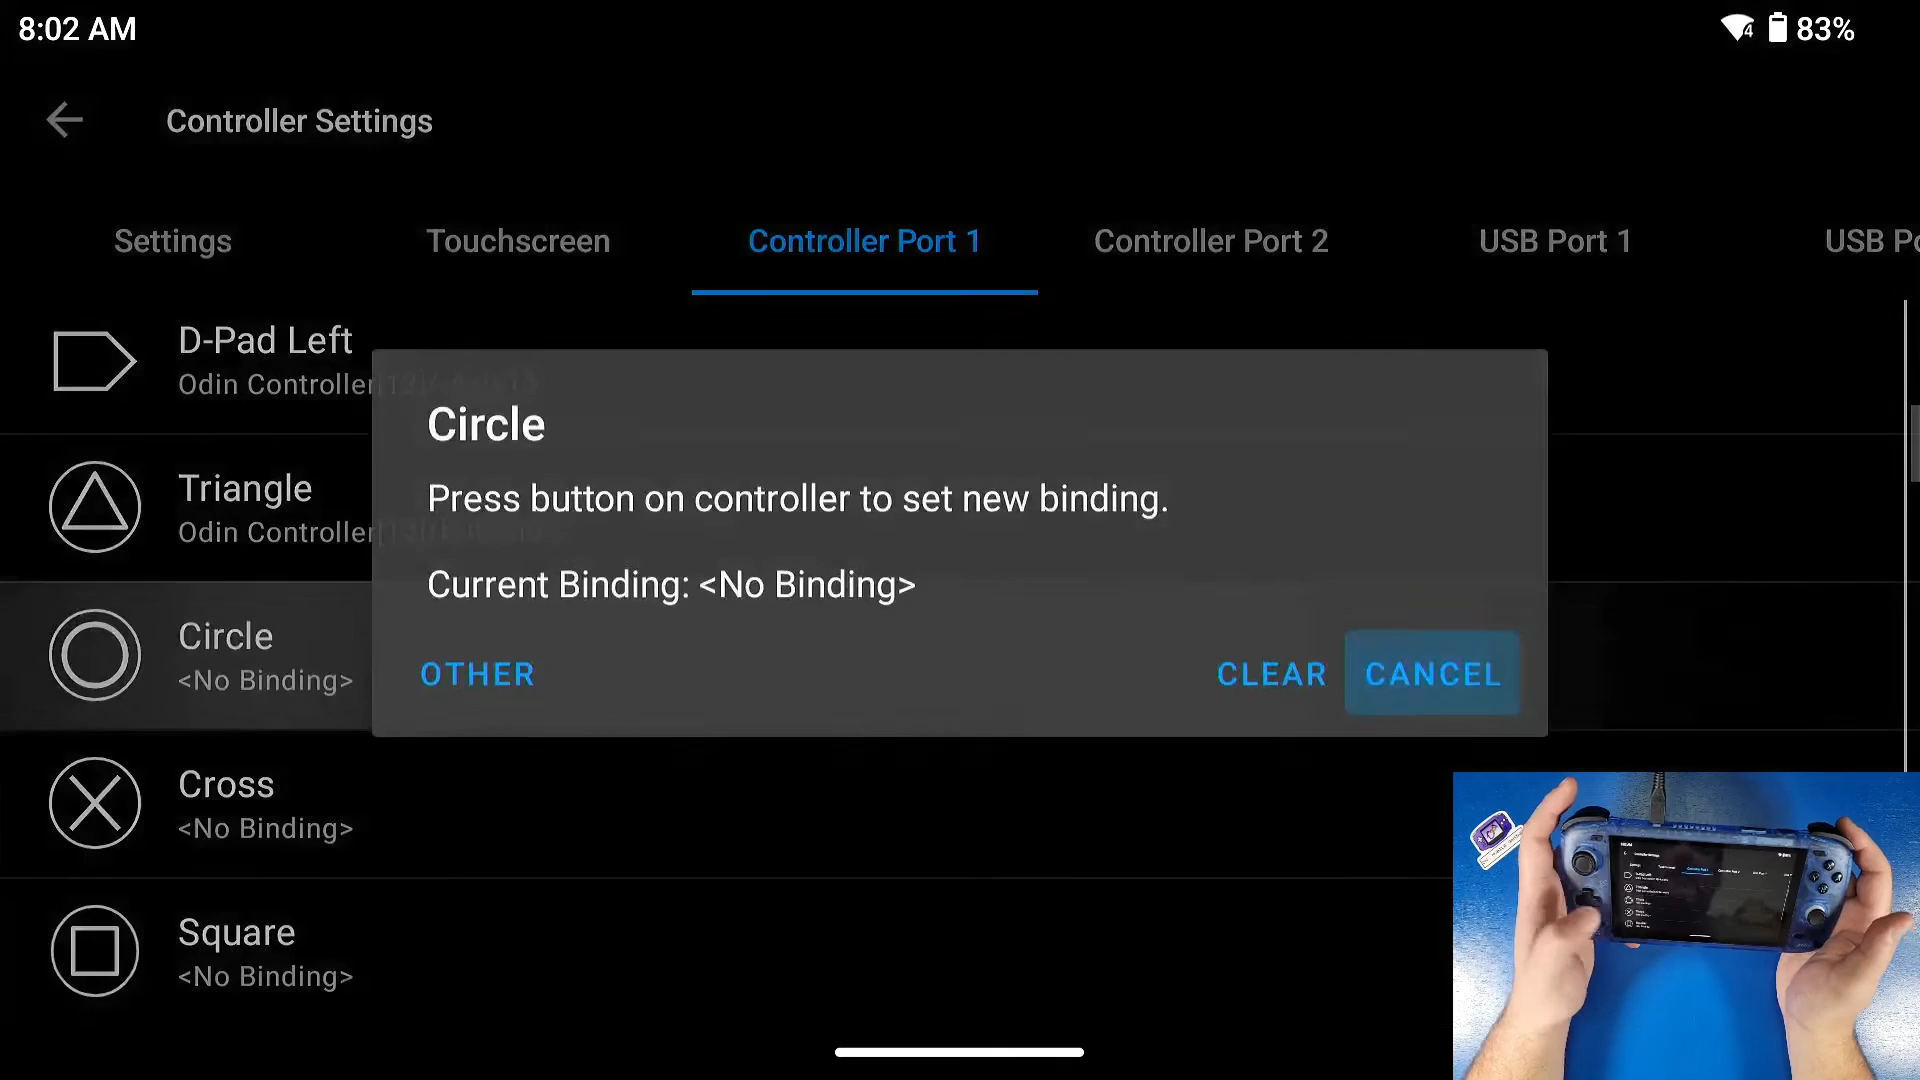 8:02 AM
83%
Controller Settings
Settings
Touchscreen
Controller Port 1
Controller Port 2
USB Port 1
USB Po
D-Pad Left
Odin Controller
Triangle
Odin Controller
Circle
<No Binding>
Cross
<No Binding>
Square
<No Binding>
Circle
Press button on controller to set new binding.
Current Binding: <No Binding>
OTHER
CLEAR
CANCEL